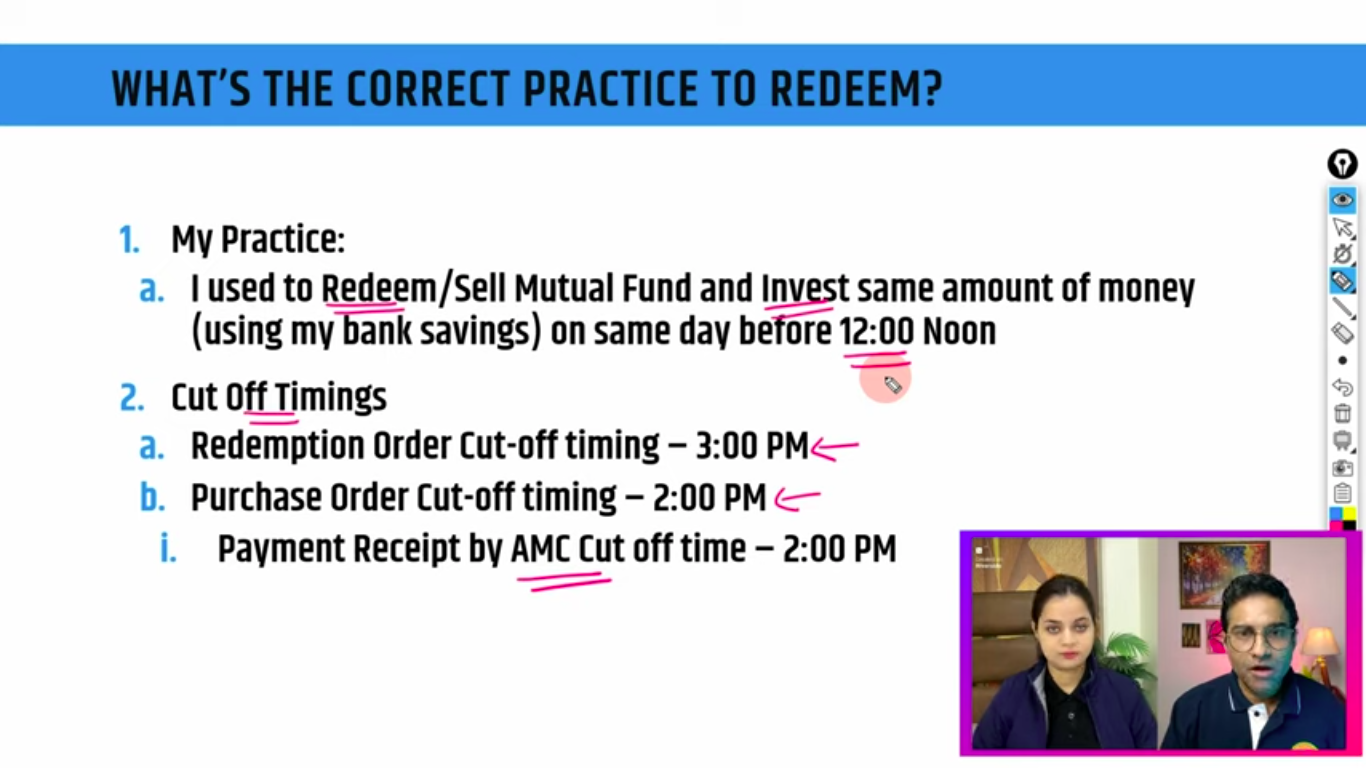 WHAT'S THE CORRECT PRACTICE TO REDEEM?
1. My Practice:
a. I used to Redeem/Sell Mutual Fund and Invest same amount of money
(using my bank savings) on same day before 12:00 Noon
2. Cut Off Timings
a. Redemption Order Cut-off timing – 3:00 PM
b. Purchase Order Cut-off timing – 2:00 PM
i. Payment Receipt by AMC Cut off time – 2:00 PM